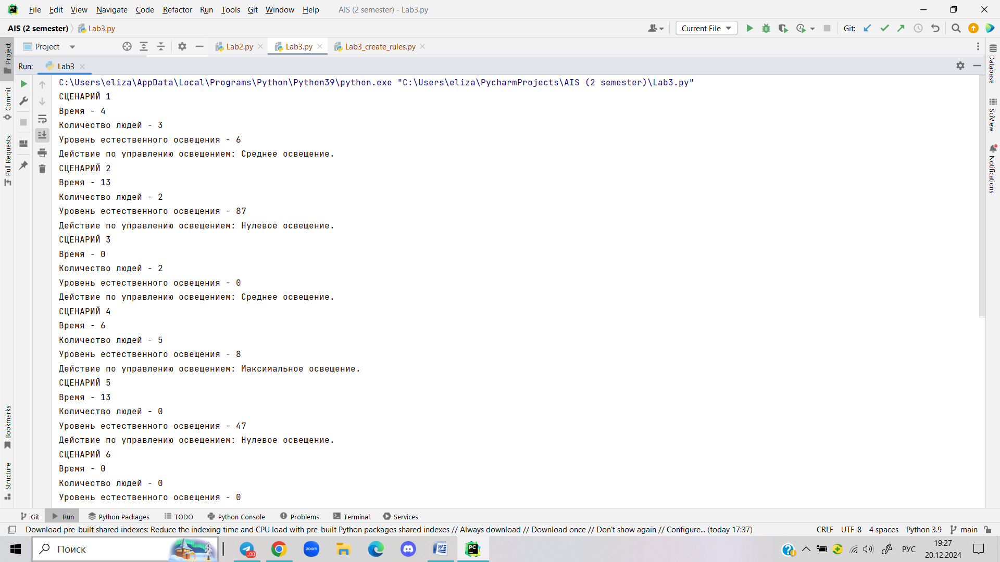 File Edit View Navigate Code Refactor Run Tools Git Window Help AIS (2 semester) - Lab3.py
AIS (2 semester) Lab3.py Current File Git:
Project Lab2.py Lab3.py Lab3_create_rules.py
Run: Lab3
C:\Users\eliza\AppData\Local\Programs\Python\Python39\python.exe "C:\Users\eliza\PycharmProjects\AIS (2 semester)\Lab3.py"
СЦЕНАРИЙ 1
Время - 4
Количество людей - 3
Уровень естественного освещения - 6
Действие по управлению освещением: Среднее освещение.
СЦЕНАРИЙ 2
Время - 13
Количество людей - 2
Уровень естественного освещения - 87
Действие по управлению освещением: Нулевое освещение.
СЦЕНАРИЙ 3
Время - 0
Количество людей - 2
Уровень естественного освещения - 0
Действие по управлению освещением: Среднее освещение.
СЦЕНАРИЙ 4
Время - 6
Количество людей - 5
Уровень естественного освещения - 8
Действие по управлению освещением: Максимальное освещение.
СЦЕНАРИЙ 5
Время - 13
Количество людей - 0
Уровень естественного освещения - 47
Действие по управлению освещением: Нулевое освещение.
СЦЕНАРИЙ 6
Время - 0
Количество людей - 0
Уровень естественного освещения - 0
Project
Commit
Pull Requests
Bookmarks
Structure
Database
SciView
Notifications
Git Run Python Packages TODO Python Console Problems Terminal Services
Download pre-built shared indexes: Reduce the indexing time and CPU load with pre-built Python packages shared indexes // Always download // Download once // Don't show again // Configure... (today 17:37) CRLF UTF-8 4 spaces Python 3.9 main
Поиск .00 zoom W PC РУС 19:27
20.12.2024